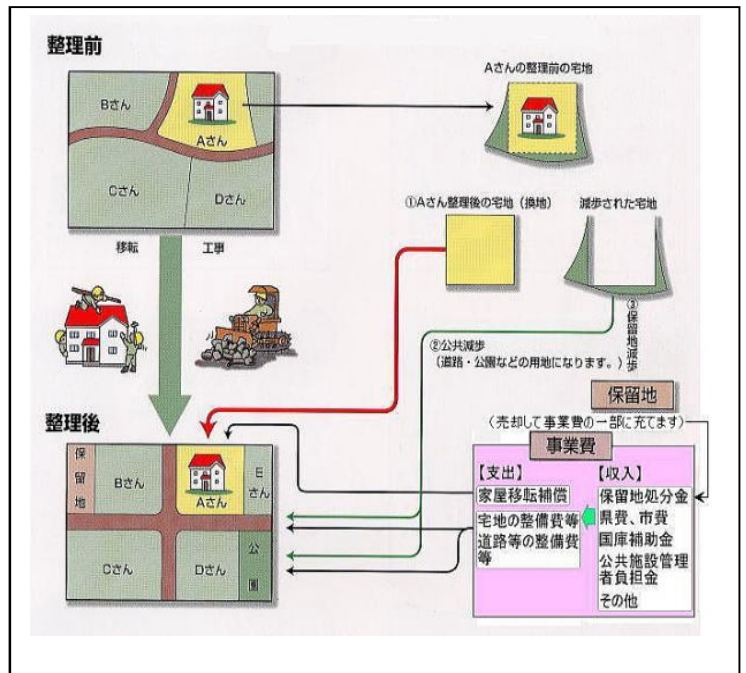 整理前
Bさん
Aさん
Cさん
Dさん
Aさんの整理前の宅地
①Aさん整理後の宅地（換地）
減歩された宅地
移転
工事
③保留地減歩
②公共減歩
（道路・公園などの用地になります。）
保留地
（売却して事業費の一部に充てます）
整理後
保留地
Bさん
Aさん
Eさん
Cさん
Dさん
公園
事業費
【支出】
家屋移転補償
宅地の整備費等
道路等の整備費
等
【収入】
保留地処分金
県費、市費
国庫補助金
公共施設管理
者負担金
その他